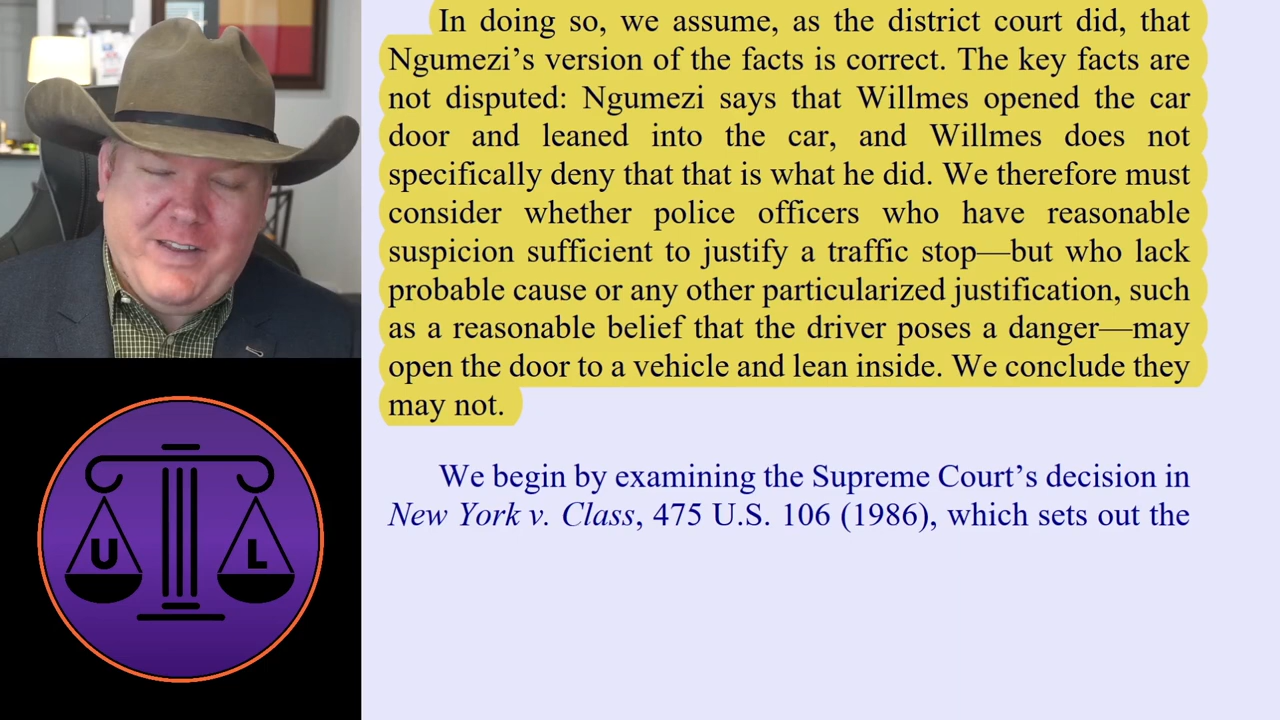 In doing so, we assume, as the district court did, that
Ngumezi’s version of the facts is correct. The key facts are
not disputed: Ngumezi says that Willmes opened the car
door and leaned into the car, and Willmes does not
specifically deny that that is what he did. We therefore must
consider whether police officers who have reasonable
suspicion sufficient to justify a traffic stop—but who lack
probable cause or any other particularized justification, such
as a reasonable belief that the driver poses a danger—may
open the door to a vehicle and lean inside. We conclude they
may not.
We begin by examining the Supreme Court’s decision in
New York v. Class, 475 U.S. 106 (1986), which sets out the
U L